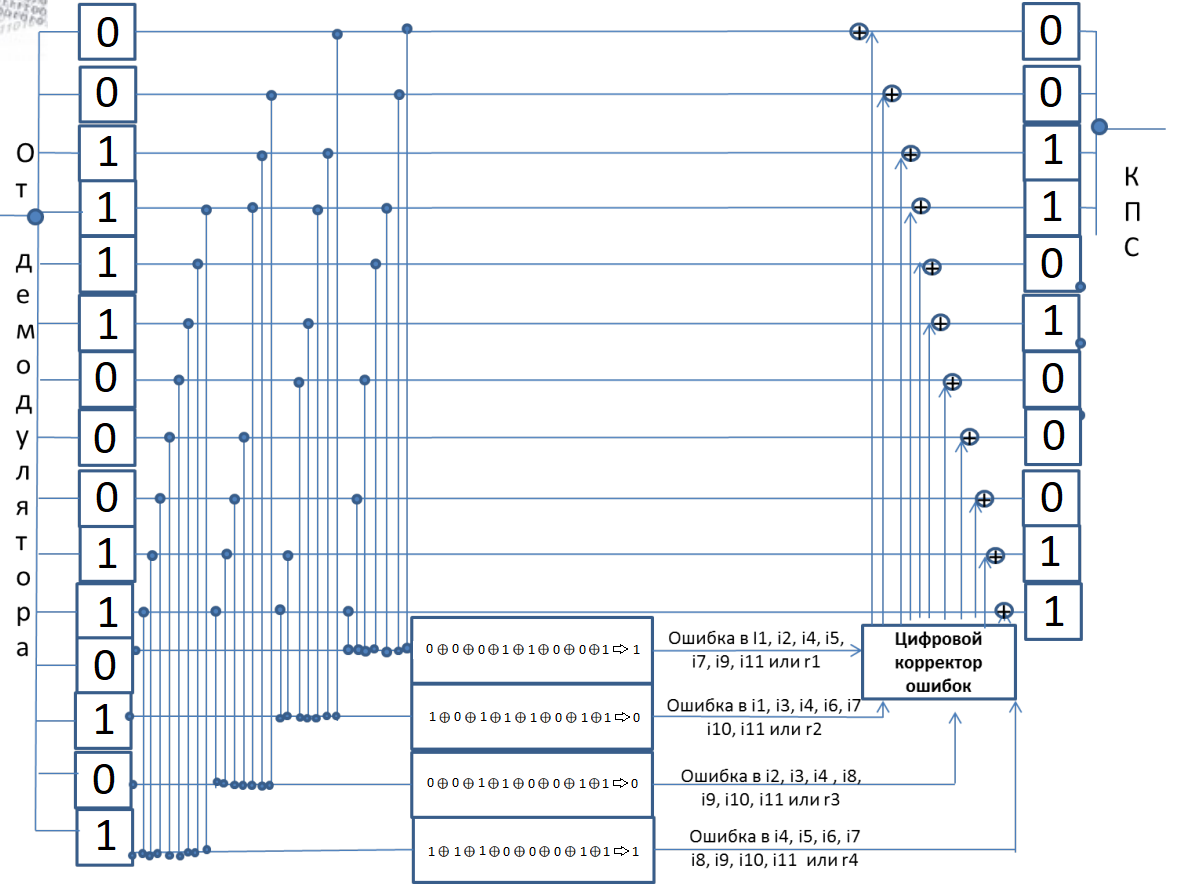 От демодулятора
0
0
1
1
1
1
0
0
0
1
1
0
1
0
1
0⊕0⊕0⊕1⊕1⊕0⊕0⊕1⇨1
1⊕0⊕1⊕1⊕1⊕0⊕1⊕1⇨0
0⊕0⊕1⊕1⊕0⊕0⊕1⊕1⇨0
1⊕1⊕1⊕0⊕0⊕0⊕1⊕1⇨1
Ошибка в I1, i2, i4, i5,
i7, i9, i11 или r1
Ошибка в i1, i3, i4, i6, i7
i10, i11 или r2
Ошибка в i2, i3, i4 , i8,
i9, i10, i11 или r3
Ошибка в i4, i5, i6, i7
i8, i9, i10, i11 или r4
Цифровой
корректор
ошибок
0
0
1
1
0
1
0
0
0
1
1
КПС